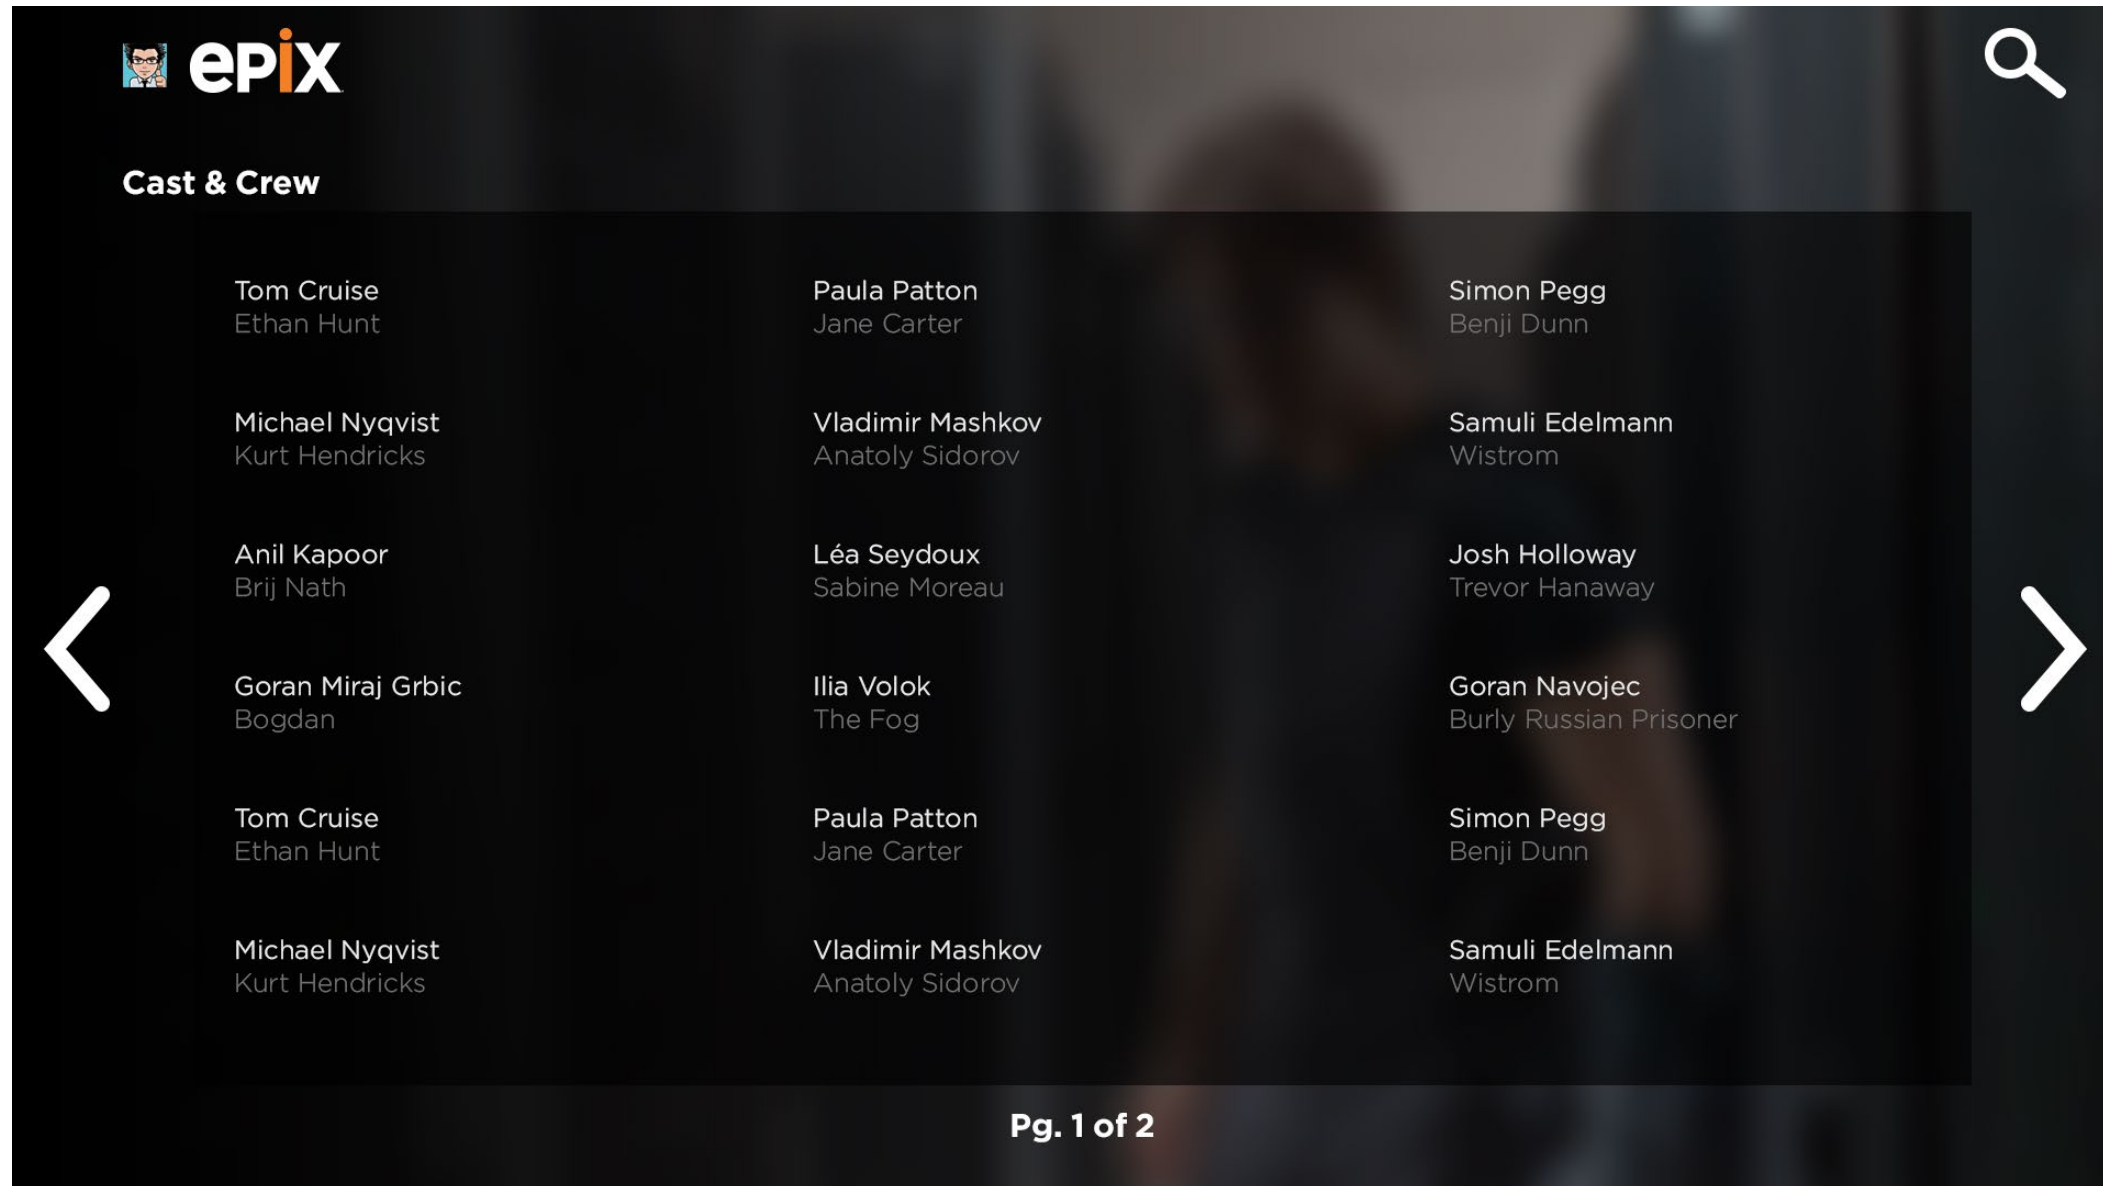 epix
Cast & Crew
Tom Cruise
Ethan Hunt
Paula Patton
Jane Carter
Simon Pegg
Benji Dunn
Michael Nyqvist
Kurt Hendricks
Vladimir Mashkov
Anatoly Sidorov
Samuli Edelmann
Wistrom
Anil Kapoor
Brij Nath
Léa Seydoux
Sabine Moreau
Josh Holloway
Trevor Hanaway
Goran Miraj Grbic
Bogdan
Ilia Volok
The Fog
Goran Navojec
Burly Russian Prisoner
Tom Cruise
Ethan Hunt
Paula Patton
Jane Carter
Simon Pegg
Benji Dunn
Michael Nyqvist
Kurt Hendricks
Vladimir Mashkov
Anatoly Sidorov
Samuli Edelmann
Wistrom
Pg. 1 of 2